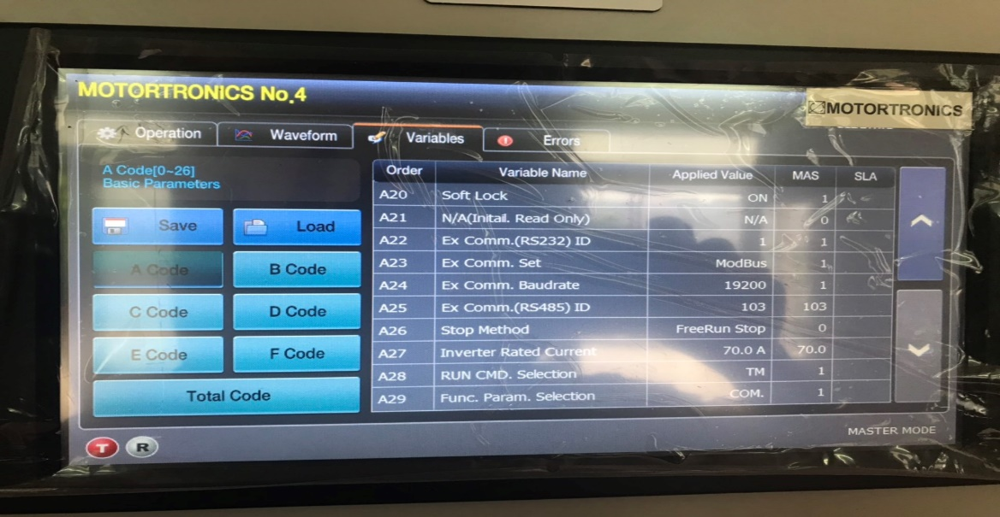 MOTORTRONICS No.4
MOTORTRONICS
Operation Waveform Variables Errors
A Code[0~26]
Basic Parameters
Save Load
A Code B Code
C Code D Code
E Code F Code
Total Code
Order Variable Name Applied Value MAS SLA
A20 Soft Lock ON 1
A21 N/A(Initail. Read Only) N/A 0
A22 Ex Comm.(RS232) ID 1 1
A23 Ex Comm. Set ModBus 1
A24 Ex Comm. Baudrate 19200 1
A25 Ex Comm.(RS485) ID 103 103
A26 Stop Method FreeRun Stop 0
A27 Inverter Rated Current 70.0 A 70.0
A28 RUN CMD. Selection TM 1
A29 Func. Param. Selection COM. 1
MASTER MODE
T R